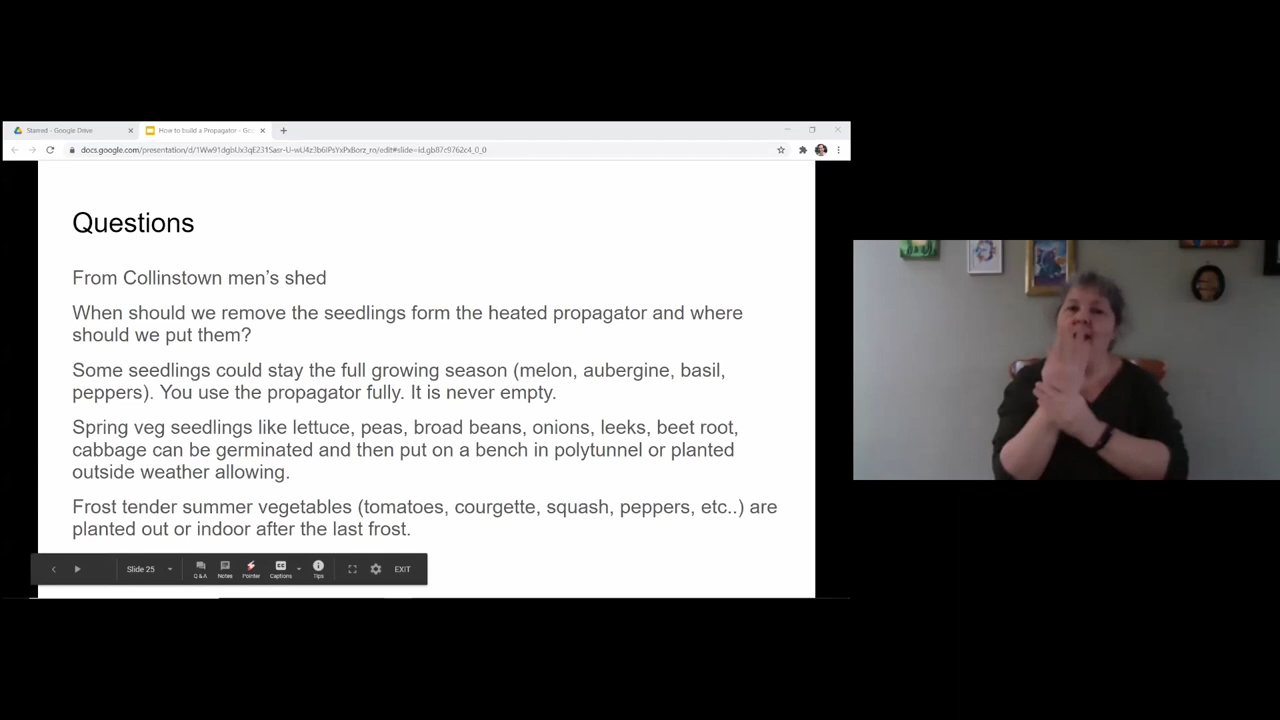 Starred - Google Drive
How to build a Propagator - Go
Questions
From Collinstown men's shed
When should we remove the seedlings form the heated propagator and where
should we put them?
Some seedlings could stay the full growing season (melon, aubergine, basil,
peppers). You use the propagator fully. It is never empty.
Spring veg seedlings like lettuce, peas, broad beans, onions, leeks, beet root,
cabbage can be germinated and then put on a bench in polytunnel or planted
outside weather allowing.
Frost tender summer vegetables (tomatoes, courgette, squash, peppers, etc..) are
planted out or indoor after the last frost.
Slide 25
Q & A
Notes
Pointer
Captions
Tips
EXIT